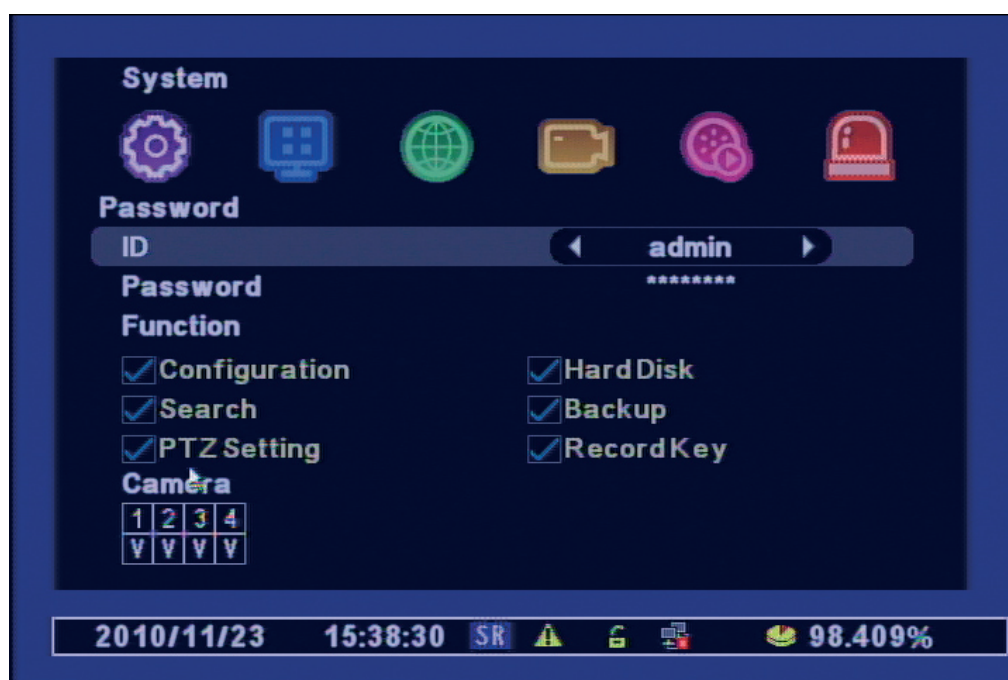 System
Password
ID admin
Password ********
Function
Configuration Hard Disk
Search Backup
PTZ Setting Record Key
Camera
1 2 3 4
V V V V
2010/11/23 15:38:30 SR 98.409%